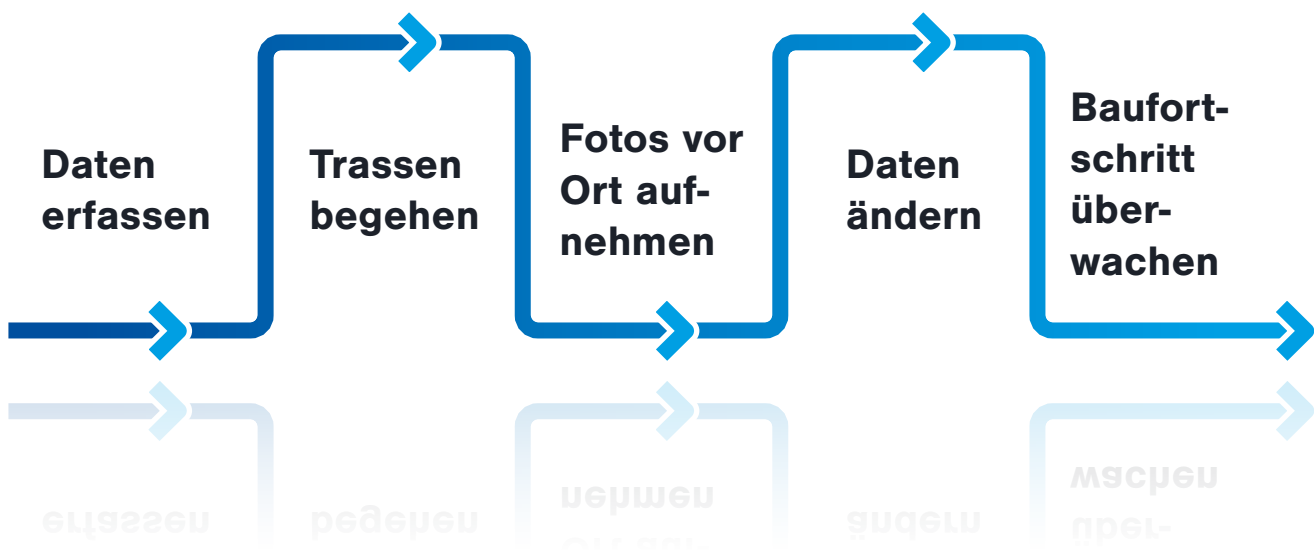 Daten
erfassen
Trassen
begehen
Fotos vor
Ort auf-
nehmen
Daten
ändern
Baufort-
schritt
über-
wachen